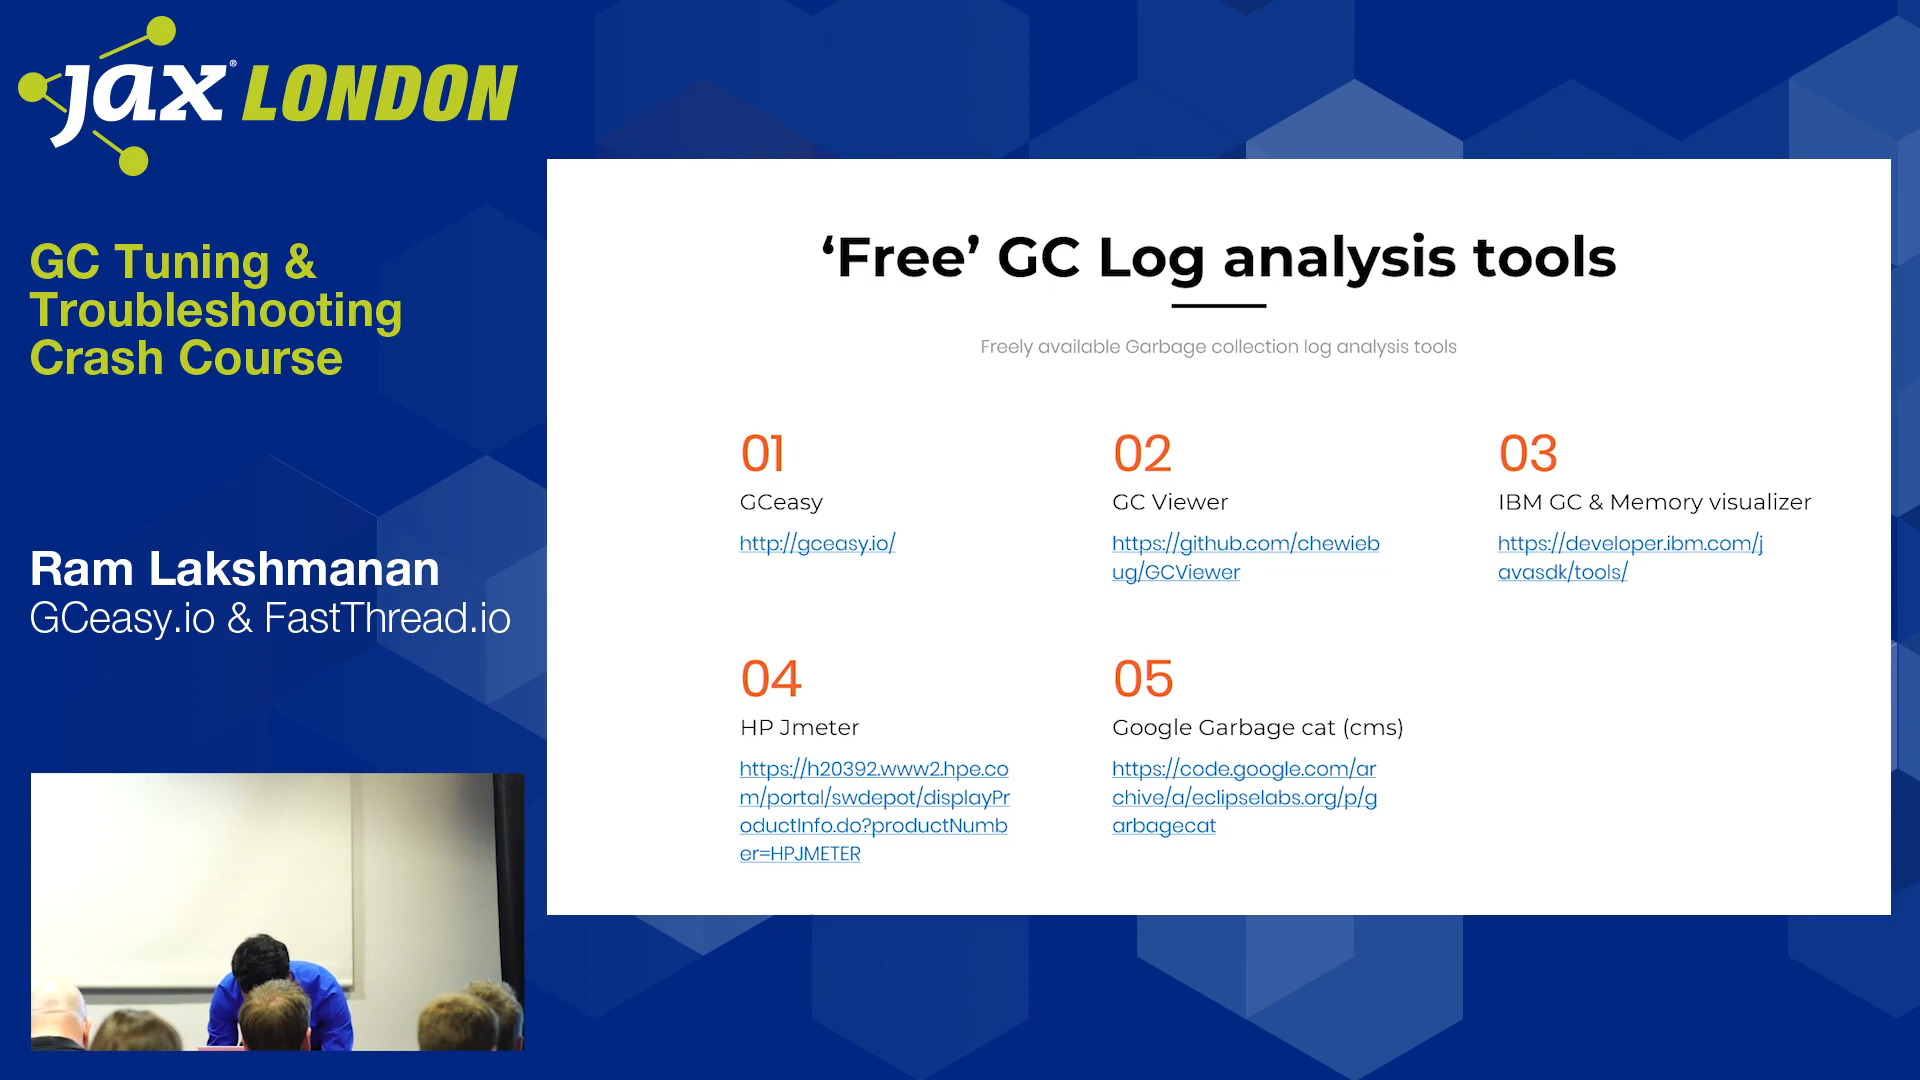 jax® LONDON
GC Tuning &
Troubleshooting
Crash Course
Ram Lakshmanan
GCeasy.io & FastThread.io
‘Free’ GC Log analysis tools
Freely available Garbage collection log analysis tools
01
GCeasy
http://gceasy.io/
02
GC Viewer
https://github.com/chewieb
ug/GCViewer
03
IBM GC & Memory visualizer
https://developer.ibm.com/j
avasdk/tools/
04
HP Jmeter
https://h20392.www2.hpe.co
m/portal/swdepot/displayPr
oductInfo.do?productNumb
er=HPJMETER
05
Google Garbage cat (cms)
https://code.google.com/ar
chive/a/eclipselabs.org/p/g
arbagecat